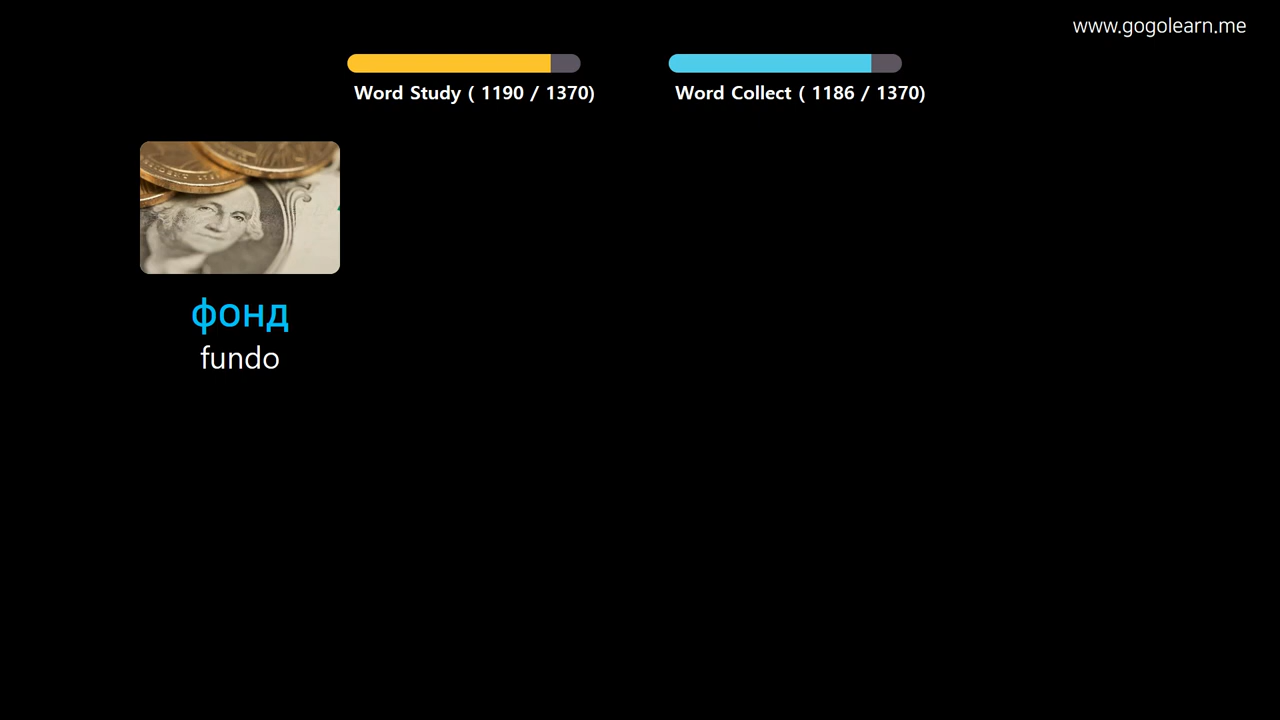 www.gogolearn.me
Word Study ( 1190 / 1370)
Word Collect ( 1186 / 1370)
фонд
fundo